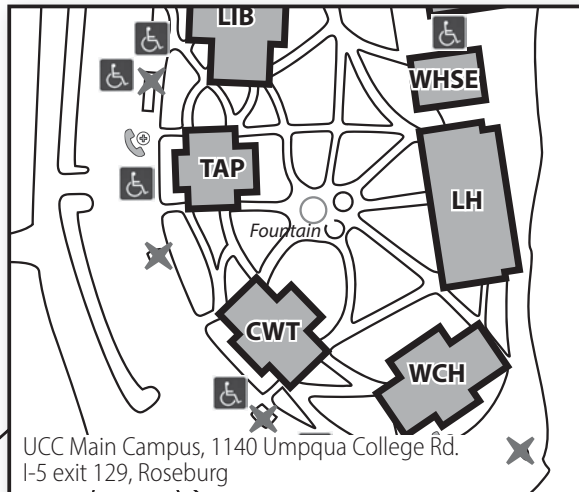 LIB
WHSE
TAP
LH
Fountain
CWT
WCH
UCC Main Campus, 1140 Umpqua College Rd.
I-5 exit 129, Roseburg